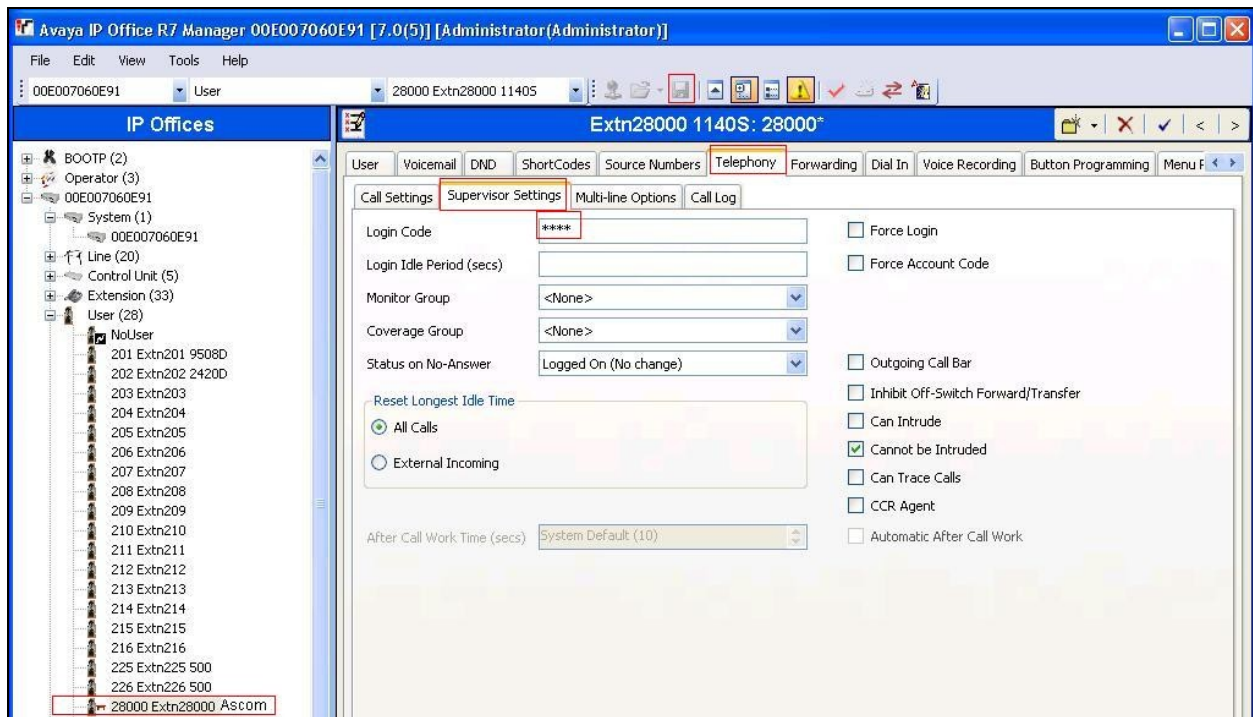 Avaya IP Office R7 Manager 00E007060E91 [7.0(5)] [Administrator(Administrator)]
File Edit View Tools Help
00E007060E91 User 28000 Extn28000 1140S
IP Offices
BOOTP (2)
Operator (3)
00E007060E91
System (1)
00E007060E91
Line (20)
Control Unit (5)
Extension (33)
User (28)
NoUser
201 Extn201 9508D
202 Extn202 2420D
203 Extn203
204 Extn204
205 Extn205
206 Extn206
207 Extn207
208 Extn208
209 Extn209
210 Extn210
211 Extn211
212 Extn212
213 Extn213
214 Extn214
215 Extn215
216 Extn216
225 Extn225 500
226 Extn226 500
28000 Extn28000 Ascom
Extn28000 1140S: 28000*
User Voicemail DND ShortCodes Source Numbers Telephony Forwarding Dial In Voice Recording Button Programming Menu P
Call Settings Supervisor Settings Multi-line Options Call Log
Login Code ****
Login Idle Period (secs)
Monitor Group <None>
Coverage Group <None>
Status on No-Answer Logged On (No change)
Reset Longest Idle Time
All Calls
External Incoming
After Call Work Time (secs) System Default (10)
Force Login
Force Account Code
Outgoing Call Bar
Inhibit Off-Switch Forward/Transfer
Can Intrude
Cannot be Intruded
Can Trace Calls
CCR Agent
Automatic After Call Work